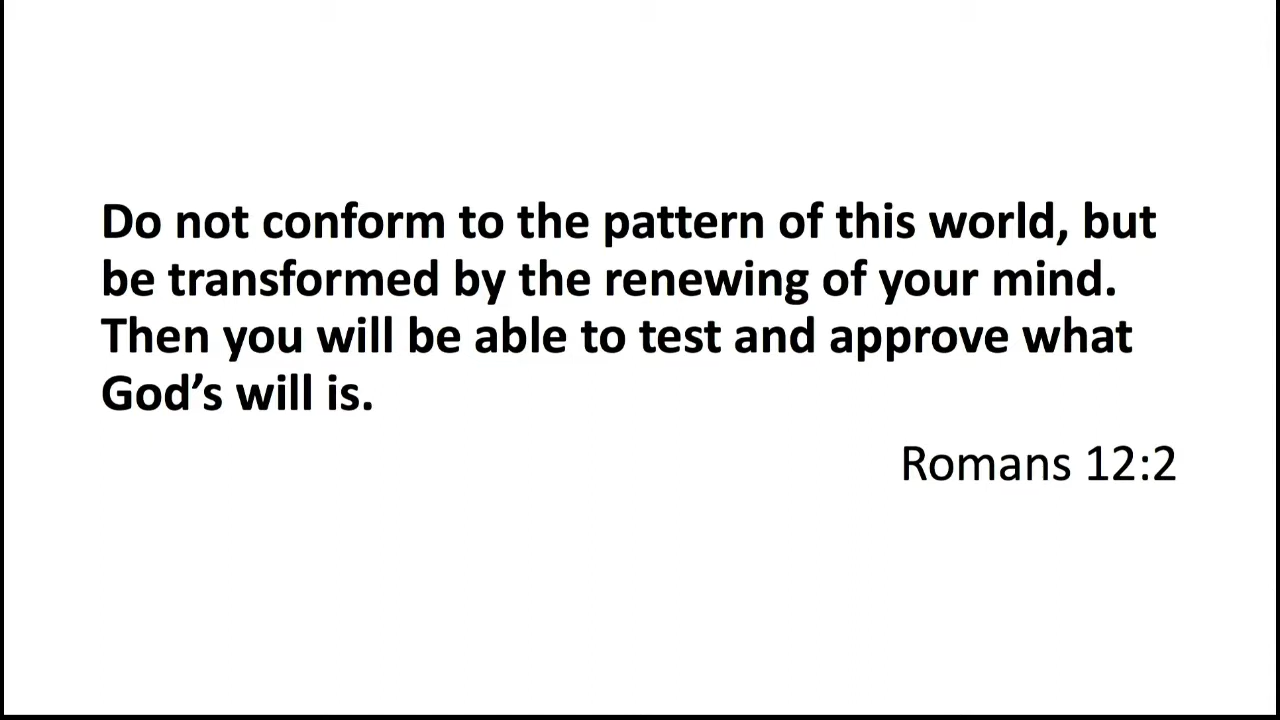 Do not conform to the pattern of this world, but
be transformed by the renewing of your mind.
Then you will be able to test and approve what
God’s will is.
Romans 12:2